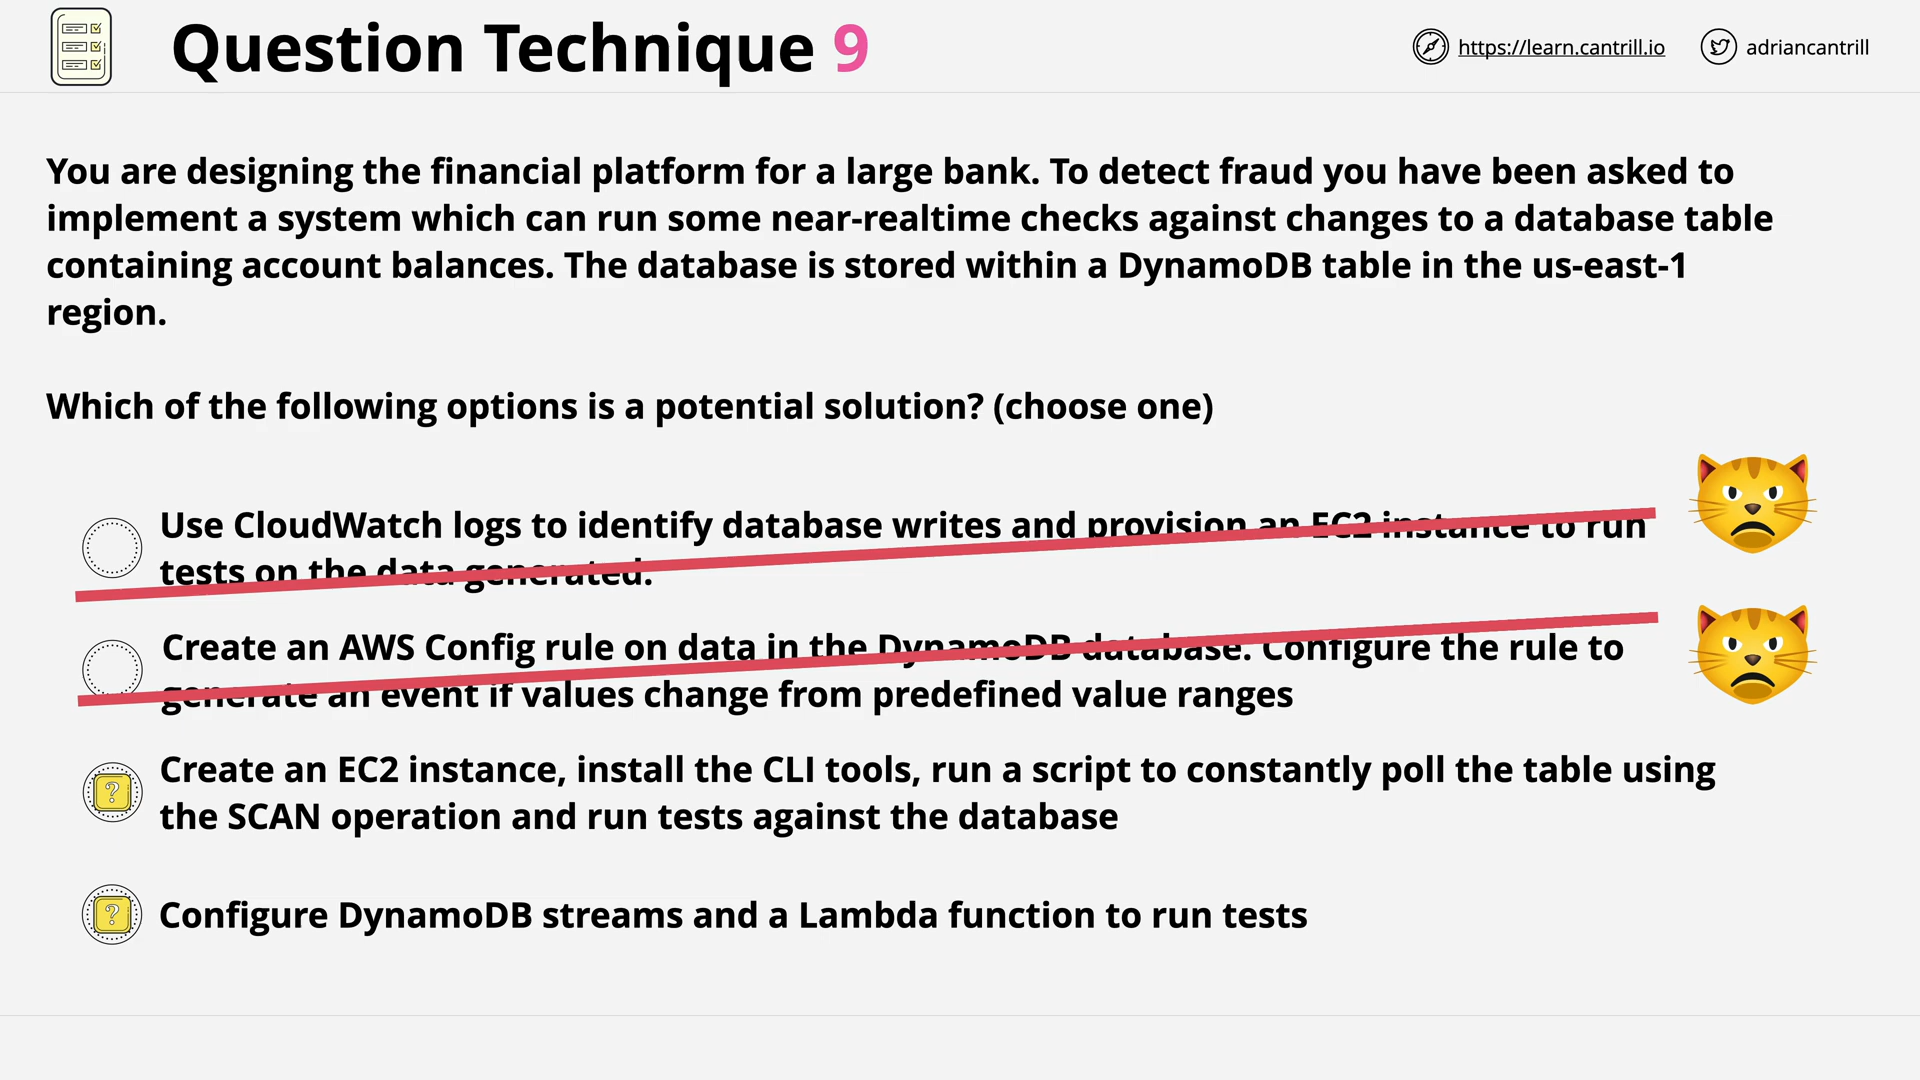 Question Technique 9
https://learn.cantrill.io
adriancantrill
You are designing the financial platform for a large bank. To detect fraud you have been asked to
implement a system which can run some near-realtime checks against changes to a database table
containing account balances. The database is stored within a DynamoDB table in the us-east-1
region.
Which of the following options is a potential solution? (choose one)
Use CloudWatch logs to identify database writes and provision an EC2 instance to run
tests on the data generated.
Create an AWS Config rule on data in the DynamoDB database. Configure the rule to
generate an event if values change from predefined value ranges
?
Create an EC2 instance, install the CLI tools, run a script to constantly poll the table using
the SCAN operation and run tests against the database
?
Configure DynamoDB streams and a Lambda function to run tests